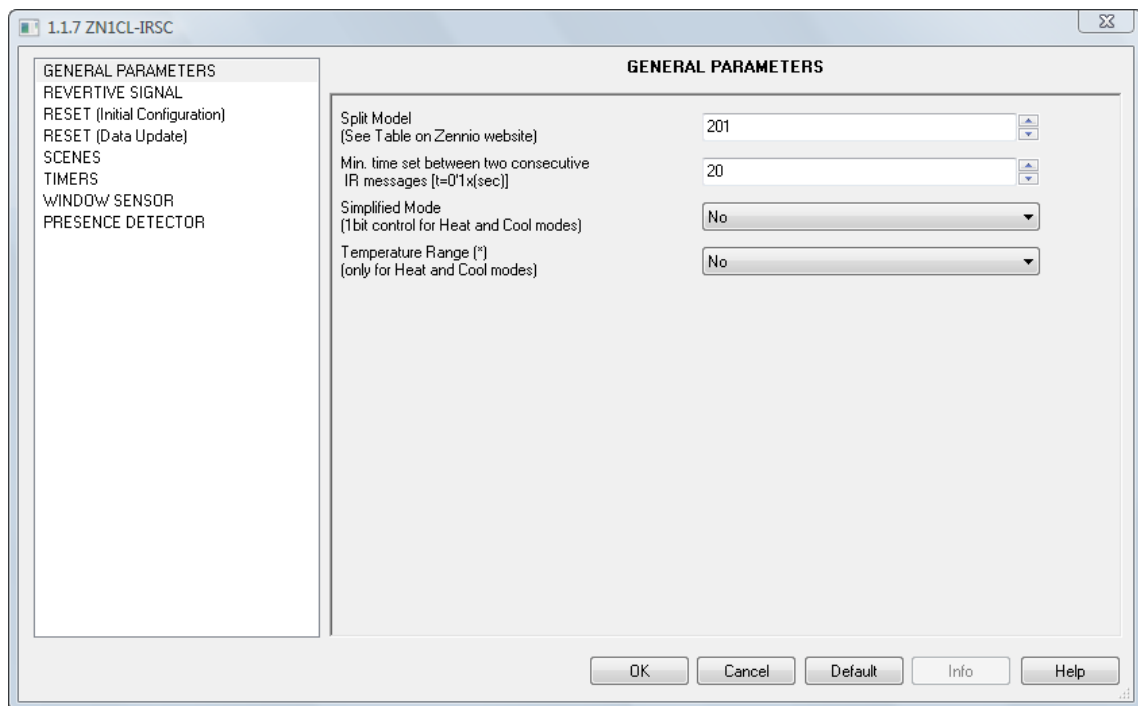 1.1.7 ZN1CL-IRSC
GENERAL PARAMETERS
REVERTIVE SIGNAL
RESET (Initial Configuration)
RESET (Data Update)
SCENES
TIMERS
WINDOW SENSOR
PRESENCE DETECTOR
GENERAL PARAMETERS
Split Model
(See Table on Zennio website)
201
Min. time set between two consecutive
IR messages [t=0'1x(sec)]
20
Simplified Mode
(1bit control for Heat and Cool modes)
No
Temperature Range (*)
(only for Heat and Cool modes)
No
OK
Cancel
Default
Info
Help